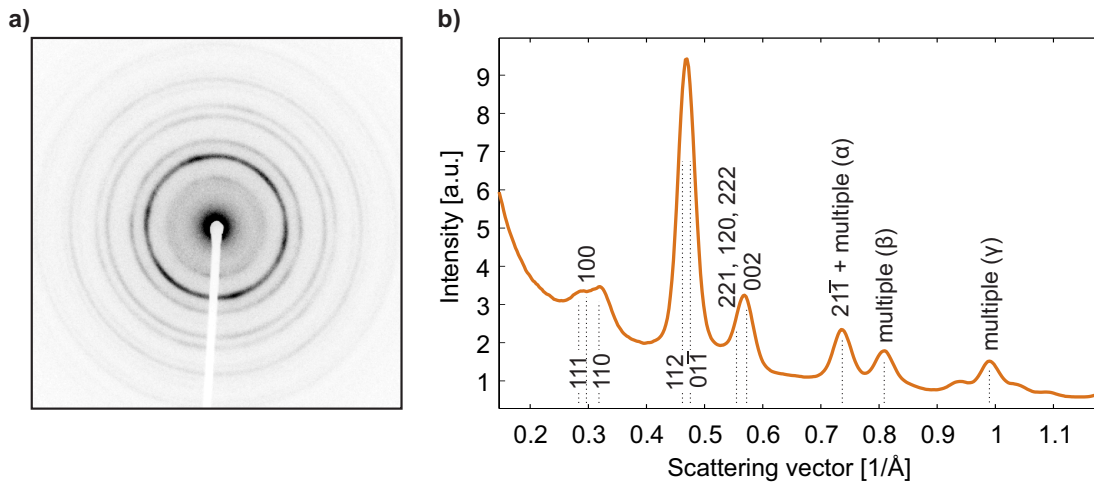 a)
b)
Intensity [a.u.]
9
8
7
6
5
4
3
2
1
100
111
110
112
01̅1̅
221, 120, 222
002
21̅1̅ + multiple (α)
multiple (β)
multiple (γ)
0.2 0.3 0.4 0.5 0.6 0.7 0.8 0.9 1 1.1
Scattering vector [1/Å]